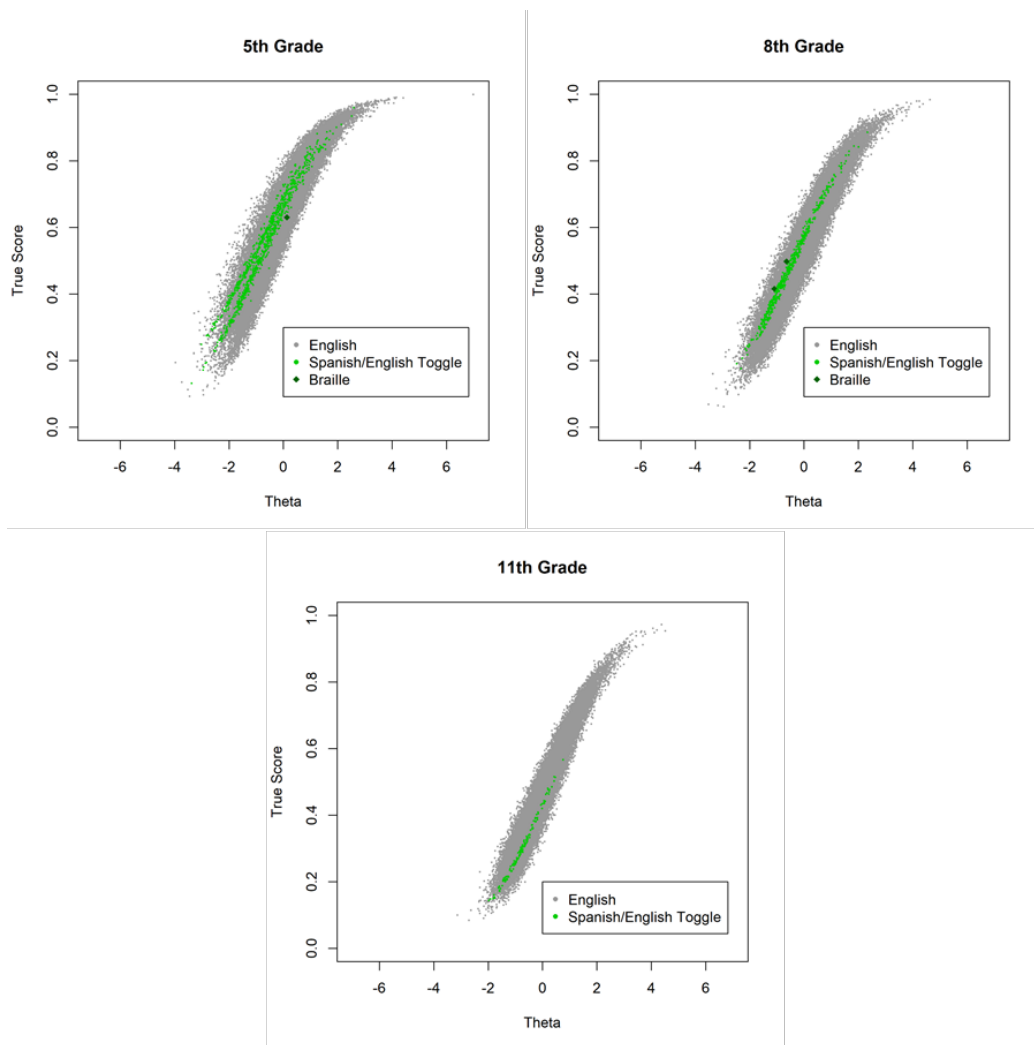 5th Grade
True Score
1.0
0.8
0.6
0.4
0.2
0.0
English
Spanish/English Toggle
Braille
-6 -4 -2 0 2 4 6
Theta
8th Grade
True Score
1.0
0.8
0.6
0.4
0.2
0.0
English
Spanish/English Toggle
Braille
-6 -4 -2 0 2 4 6
Theta
11th Grade
True Score
1.0
0.8
0.6
0.4
0.2
0.0
English
Spanish/English Toggle
-6 -4 -2 0 2 4 6
Theta